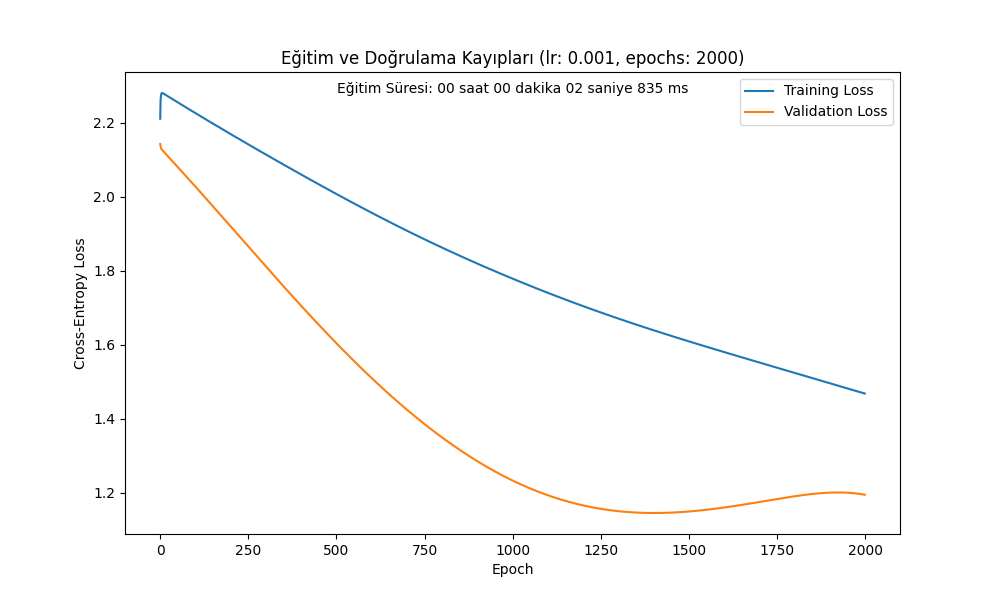 Eğitim ve Doğrulama Kayıpları (lr: 0.001, epochs: 2000)
Eğitim Süresi: 00 saat 00 dakika 02 saniye 835 ms
Training Loss
Validation Loss
Cross-Entropy Loss
2.2
2.0
1.8
1.6
1.4
1.2
0 250 500 750 1000 1250 1500 1750 2000
Epoch